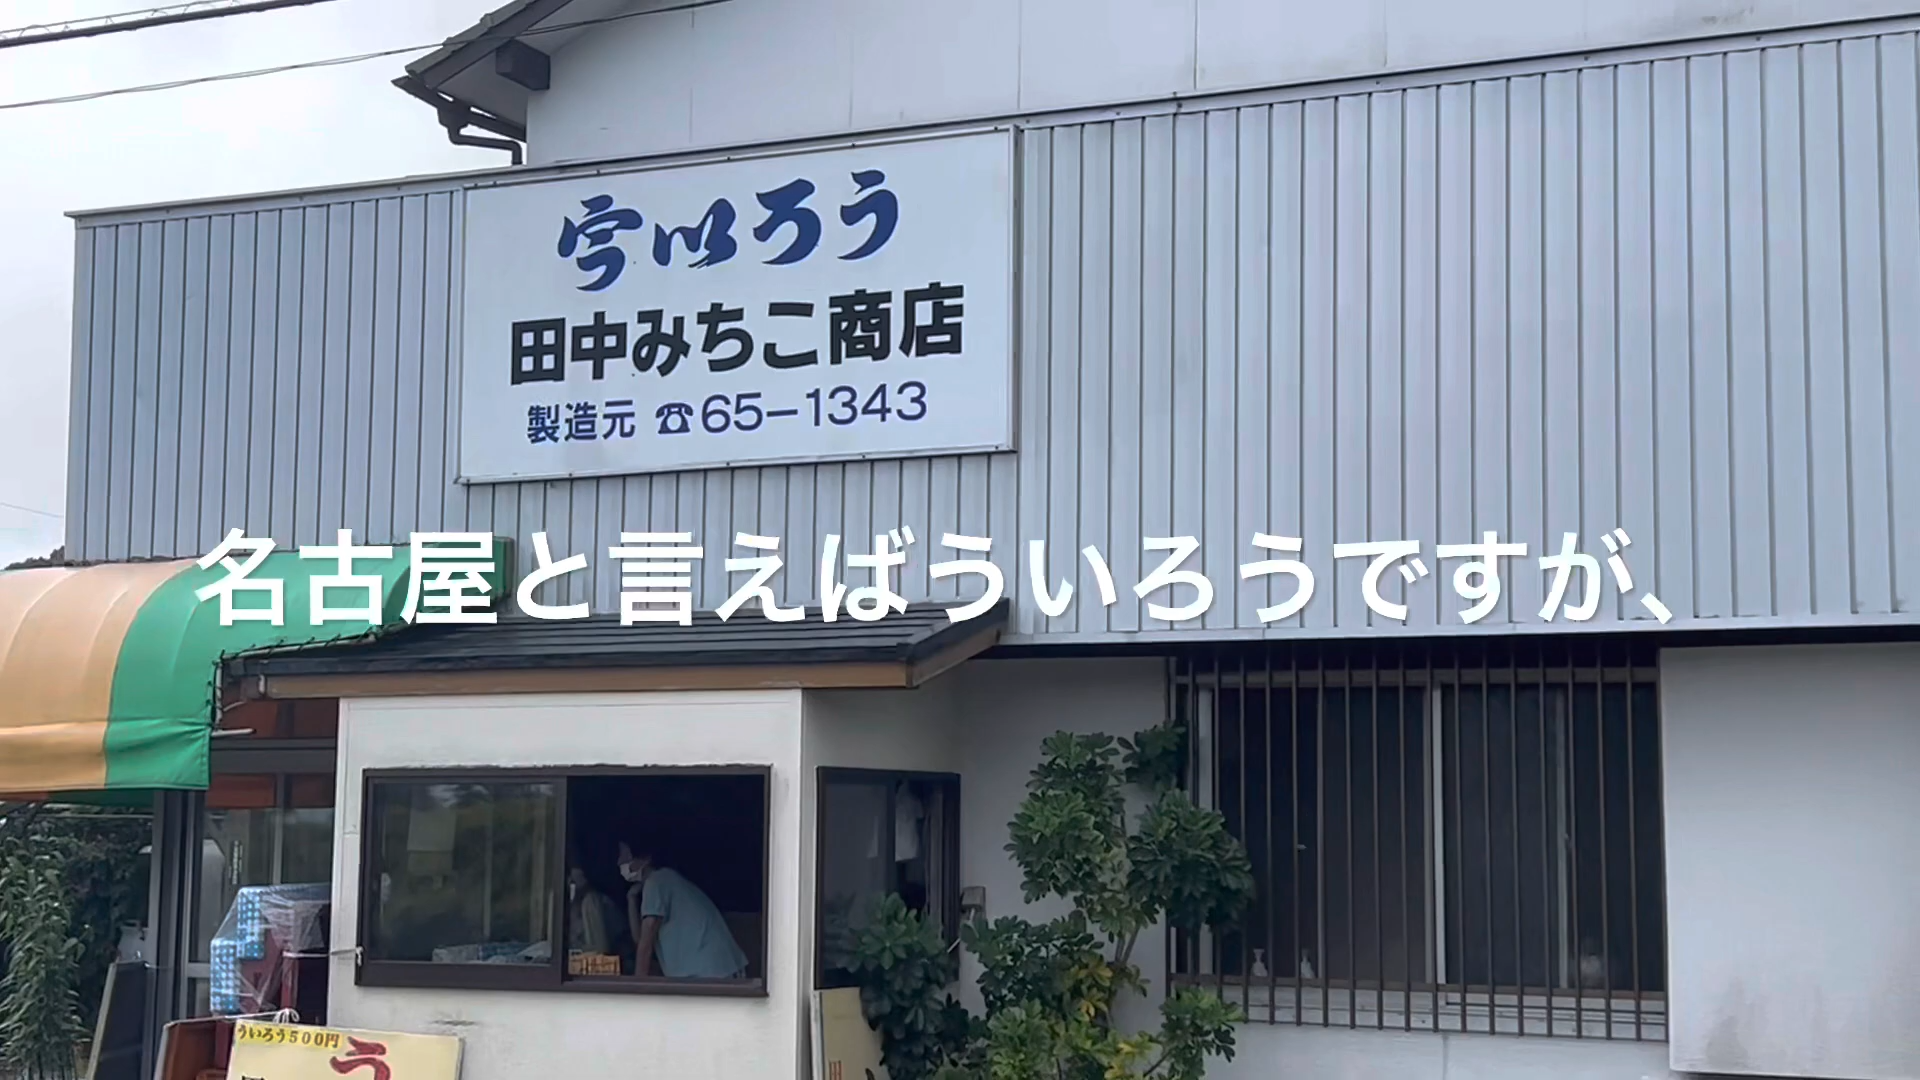 宇いろう
田中みちこ商店
製造元 ☎65-1343
名古屋と言えばういろうですが、
ういろう500円
う